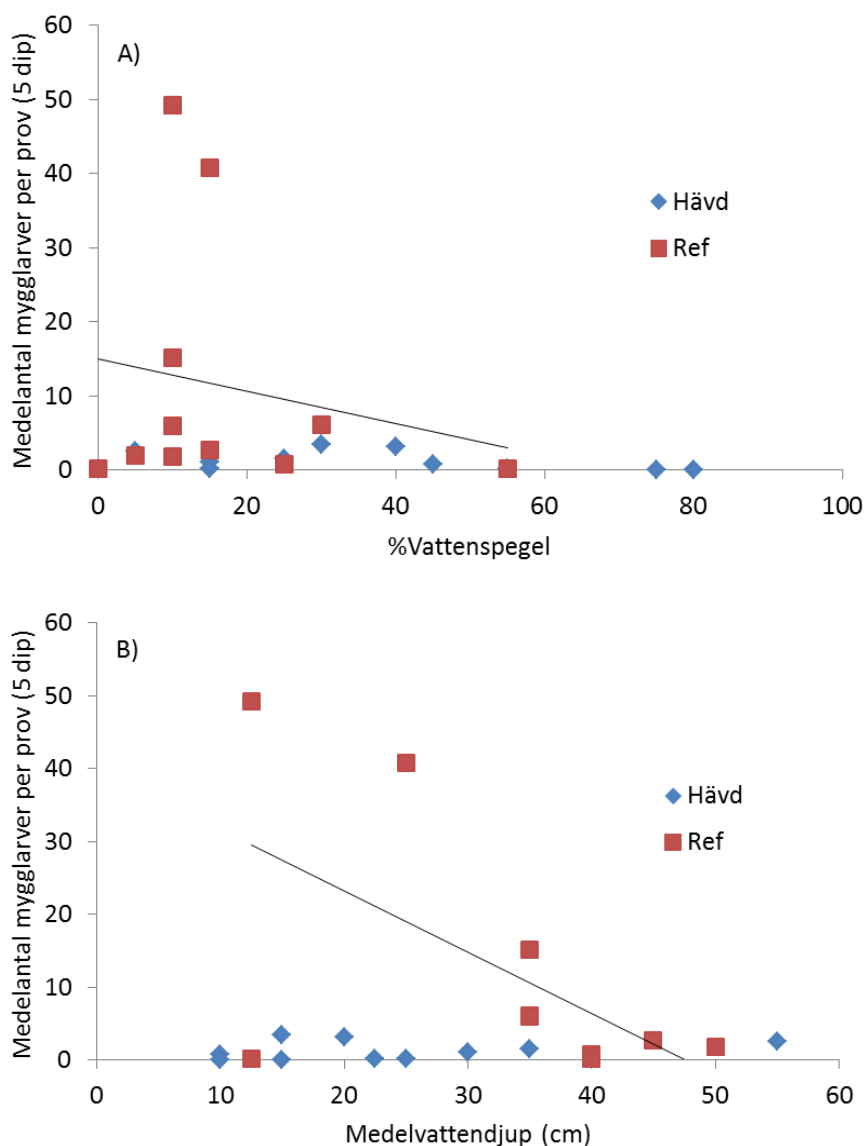 A)
Medelantal mygglarver per prov (5 dip)
60
50
40
30
20
10
0
Hävd
Ref
0 20 40 60 80 100
%Vattenspegel
B)
Medelantal mygglarver per prov (5 dip)
60
50
40
30
20
10
0
Hävd
Ref
0 10 20 30 40 50 60
Medelvattendjup (cm)